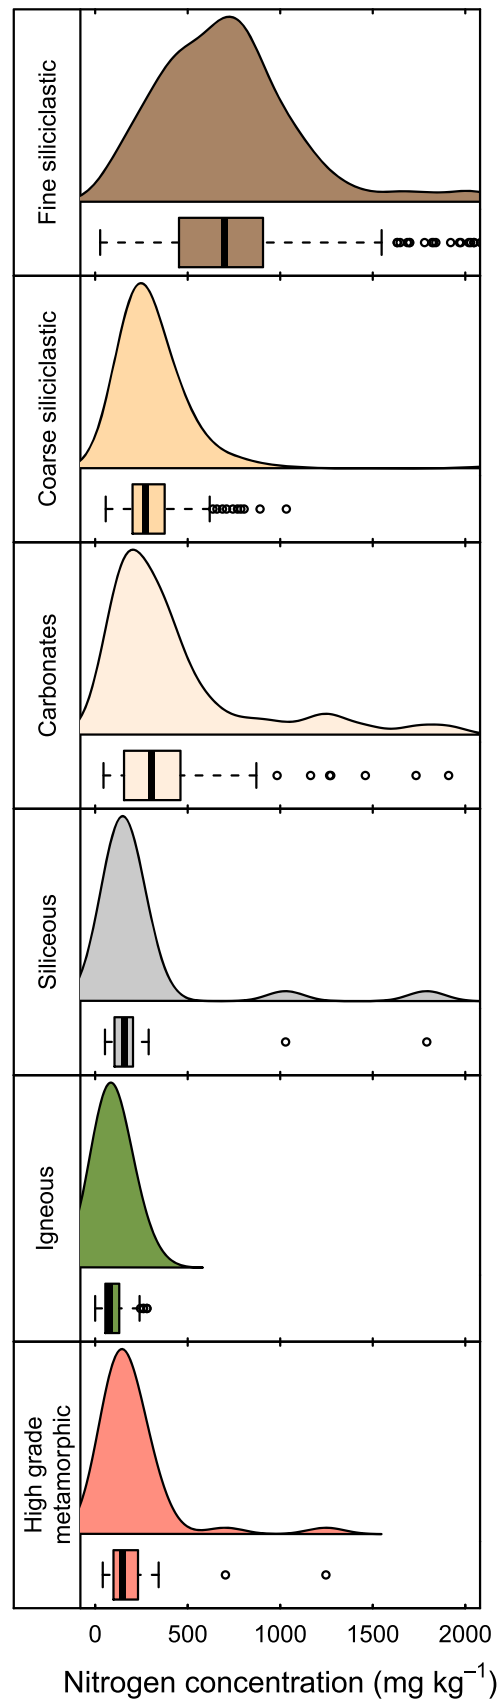 Fine siliciclastic
Coarse siliciclastic
Carbonates
Siliceous
Igneous
High grade
metamorphic
0 500 1000 1500 2000
Nitrogen concentration (mg kg⁻¹)